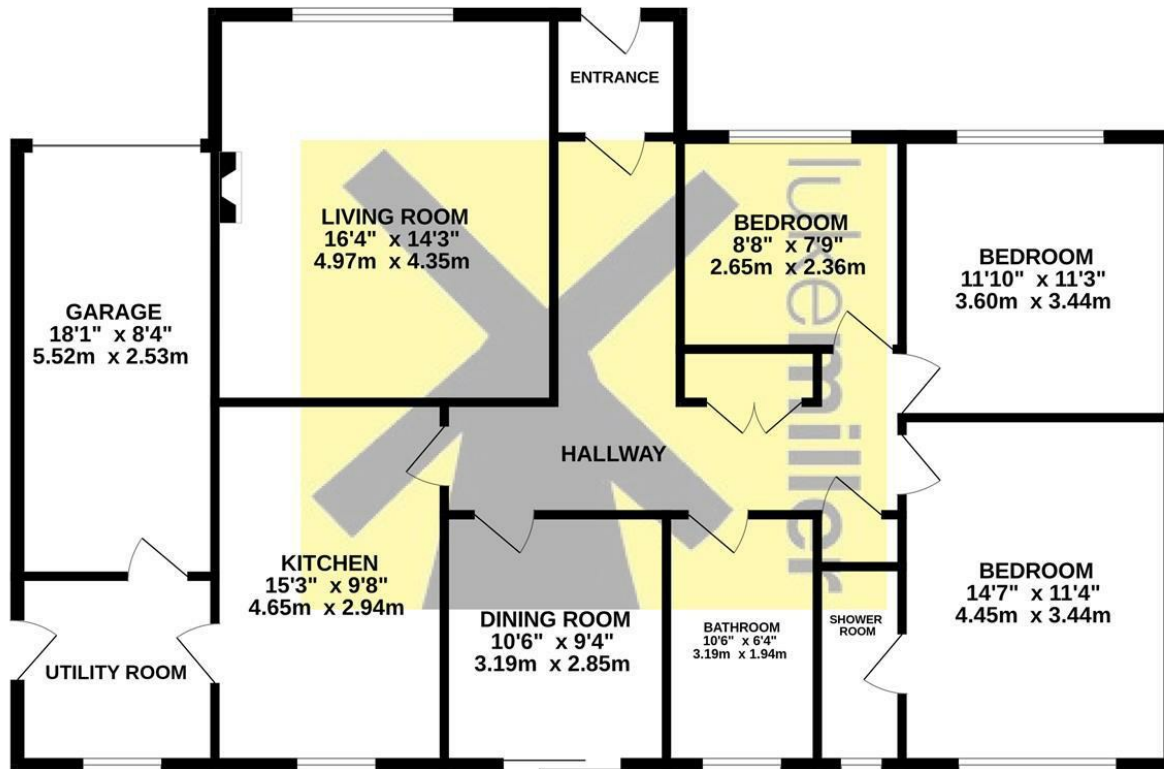 ENTRANCE
LIVING ROOM
16'4" x 14'3"
4.97m x 4.35m
BEDROOM
8'8" x 7'9"
2.65m x 2.36m
lukemiller
BEDROOM
11'10" x 11'3"
3.60m x 3.44m
GARAGE
18'1" x 8'4"
5.52m x 2.53m
HALLWAY
KITCHEN
15'3" x 9'8"
4.65m x 2.94m
DINING ROOM
10'6" x 9'4"
3.19m x 2.85m
BATHROOM
10'6" x 6'4"
3.19m x 1.94m
SHOWER
ROOM
BEDROOM
14'7" x 11'4"
4.45m x 3.44m
UTILITY ROOM